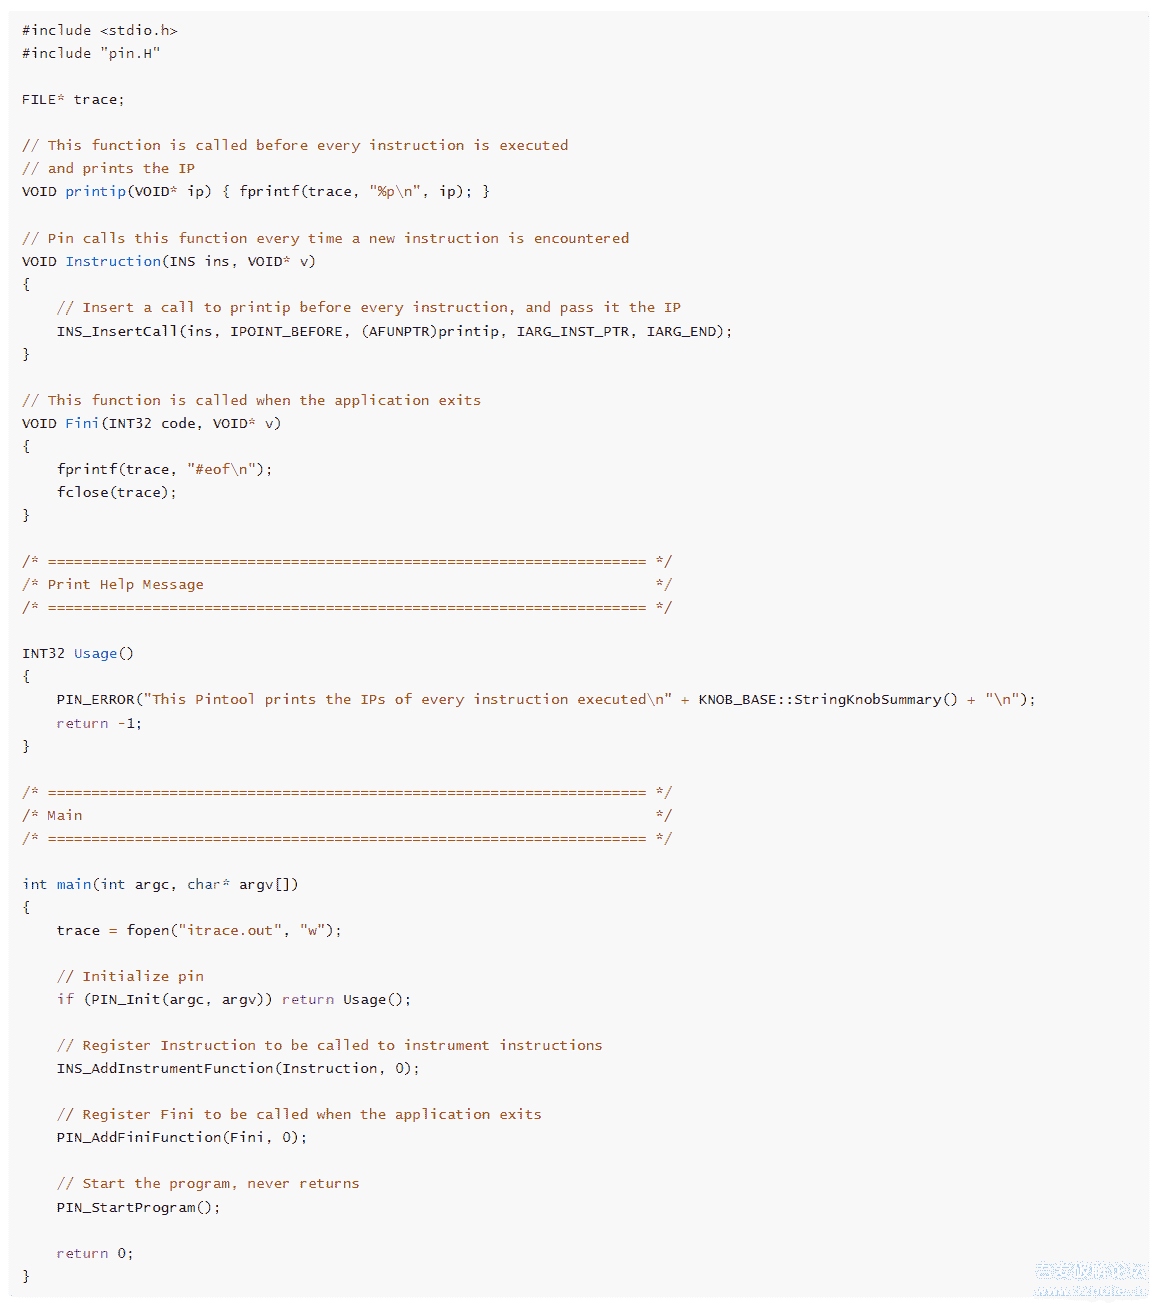 #include <stdio.h>
#include "pin.H"
FILE* trace;
// This function is called before every instruction is executed
// and prints the IP
VOID printip(VOID* ip) { fprintf(trace, "%p\n", ip); }
// Pin calls this function every time a new instruction is encountered
VOID Instruction(INS ins, VOID* v)
{
    // Insert a call to printip before every instruction, and pass it the IP
    INS_InsertCall(ins, IPOINT_BEFORE, (AFUNPTR)printip, IARG_INST_PTR, IARG_END);
}
// This function is called when the application exits
VOID Fini(INT32 code, VOID* v)
{
    fprintf(trace, "#eof\n");
    fclose(trace);
}
/* ===================================================================== */
/* Print Help Message                                                    */
/* ===================================================================== */
INT32 Usage()
{
    PIN_ERROR("This Pintool prints the IPs of every instruction executed\n" + KNOB_BASE::StringKnobSummary() + "\n");
    return -1;
}
/* ===================================================================== */
/* Main                                                                  */
/* ===================================================================== */
int main(int argc, char* argv[])
{
    trace = fopen("itrace.out", "w");
    // Initialize pin
    if (PIN_Init(argc, argv)) return Usage();
    // Register Instruction to be called to instrument instructions
    INS_AddInstrumentFunction(Instruction, 0);
    // Register Fini to be called when the application exits
    PIN_AddFiniFunction(Fini, 0);
    // Start the program, never returns
    PIN_StartProgram();
    return 0;
}